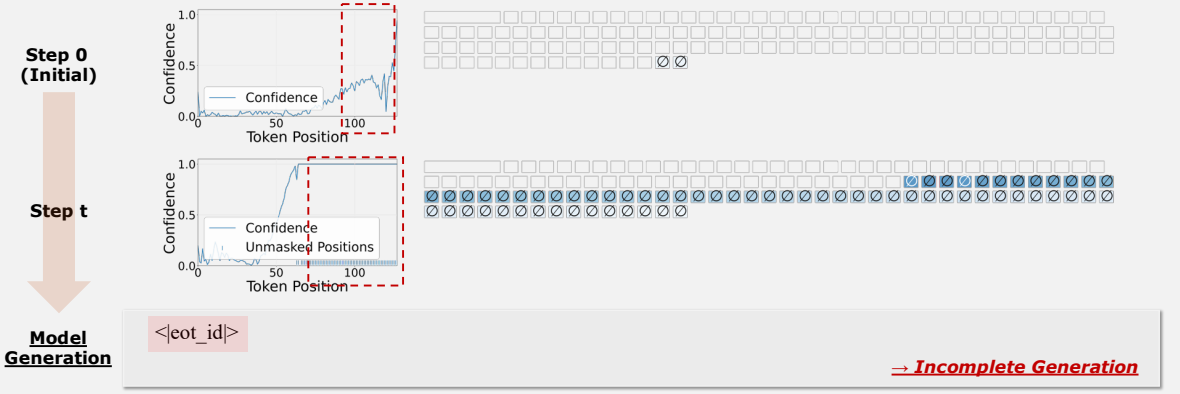 Step 0
(Initial)
Confidence
1.0
0.5
0.0
0
50
100
Token Position
Confidence
∅ ∅
Step t
Confidence
1.0
0.5
0.0
0
50
100
Token Position
Confidence
Unmasked Positions
∅ ∅ ∅ ∅ ∅ ∅ ∅ ∅ ∅ ∅ ∅ ∅
∅ ∅ ∅ ∅ ∅ ∅ ∅ ∅ ∅ ∅ ∅ ∅ ∅ ∅ ∅ ∅ ∅ ∅ ∅ ∅ ∅ ∅ ∅ ∅ ∅ ∅ ∅ ∅ ∅ ∅ ∅ ∅ ∅ ∅ ∅ ∅ ∅ ∅ ∅
∅ ∅ ∅ ∅ ∅ ∅ ∅ ∅ ∅ ∅ ∅ ∅ ∅ ∅ ∅
Model
Generation
<|eot_id|>
→ Incomplete Generation